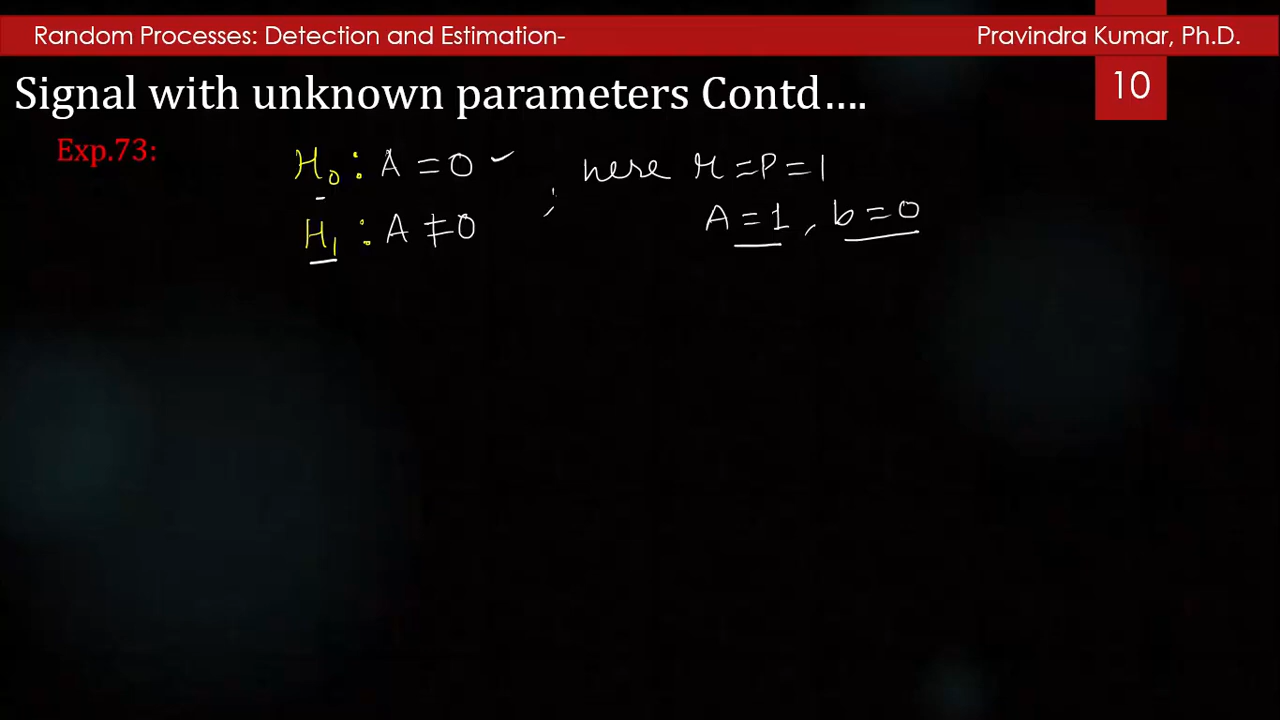 Random Processes: Detection and Estimation-
Pravindra Kumar, Ph.D.
Signal with unknown parameters Contd....
10
Exp.73:
H₀ : A = 0 ✓ ; here r = P = 1
H₁ : A ≠ 0
A = 1, b = 0